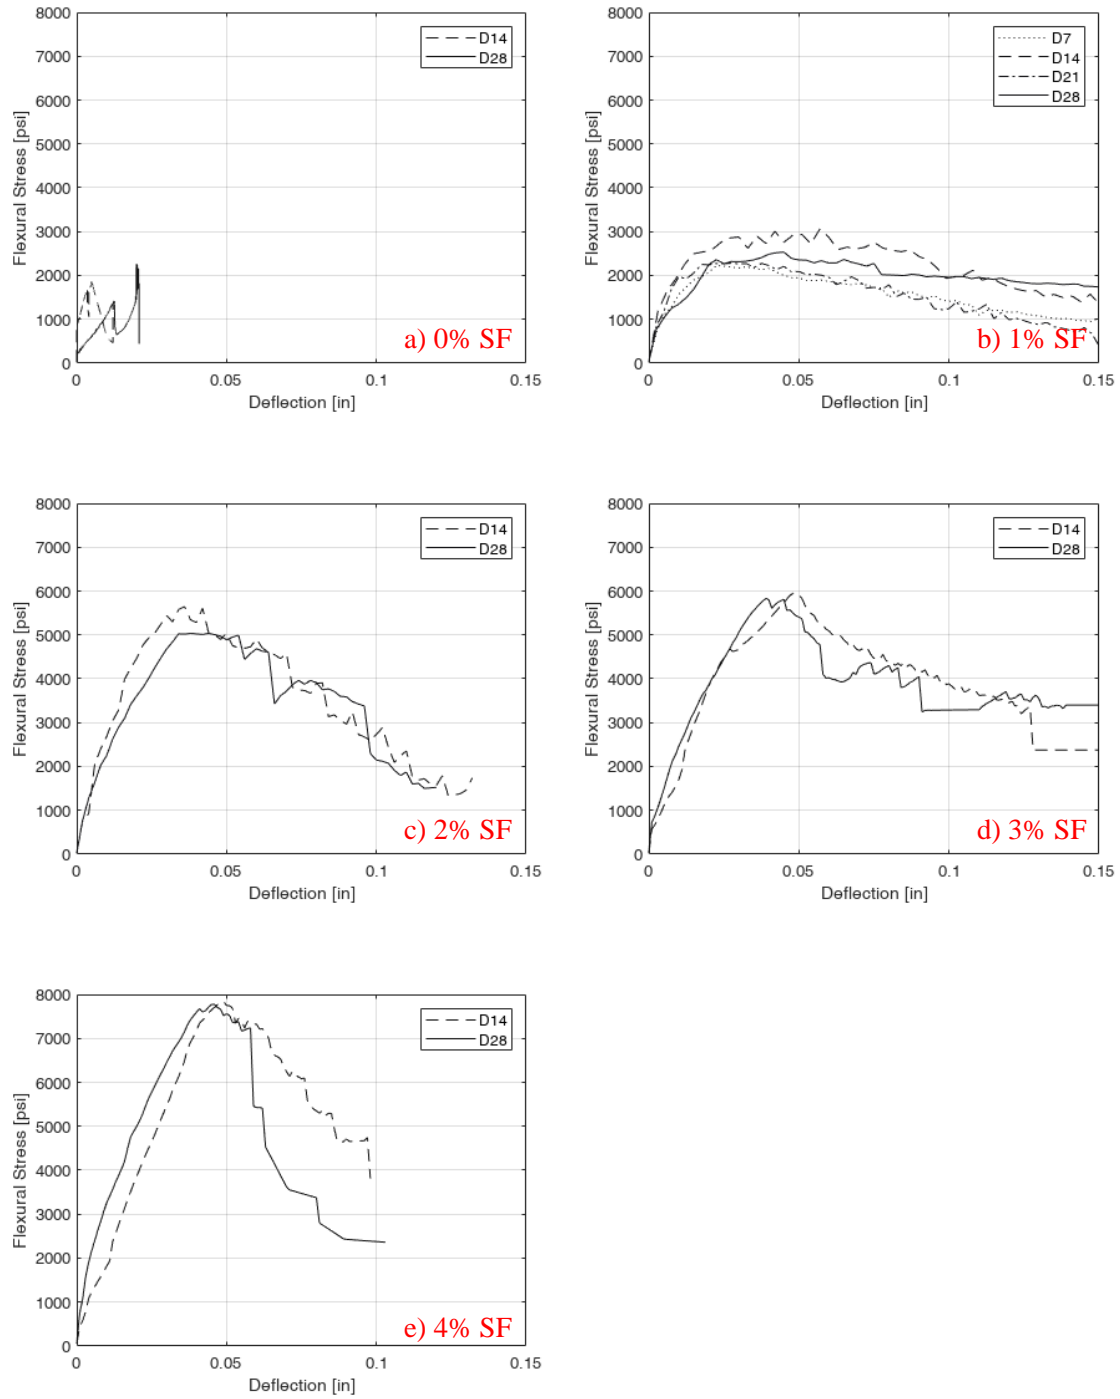 8000
7000
6000
5000
4000
3000
2000
1000
0
Flexural Stress [psi]
D14
D28
a) 0% SF
0 0.05 0.1 0.15
Deflection [in]
8000
7000
6000
5000
4000
3000
2000
1000
0
Flexural Stress [psi]
D7
D14
D21
D28
b) 1% SF
0 0.05 0.1 0.15
Deflection [in]
8000
7000
6000
5000
4000
3000
2000
1000
0
Flexural Stress [psi]
D14
D28
c) 2% SF
0 0.05 0.1 0.15
Deflection [in]
8000
7000
6000
5000
4000
3000
2000
1000
0
Flexural Stress [psi]
D14
D28
d) 3% SF
0 0.05 0.1 0.15
Deflection [in]
8000
7000
6000
5000
4000
3000
2000
1000
0
Flexural Stress [psi]
D14
D28
e) 4% SF
0 0.05 0.1 0.15
Deflection [in]